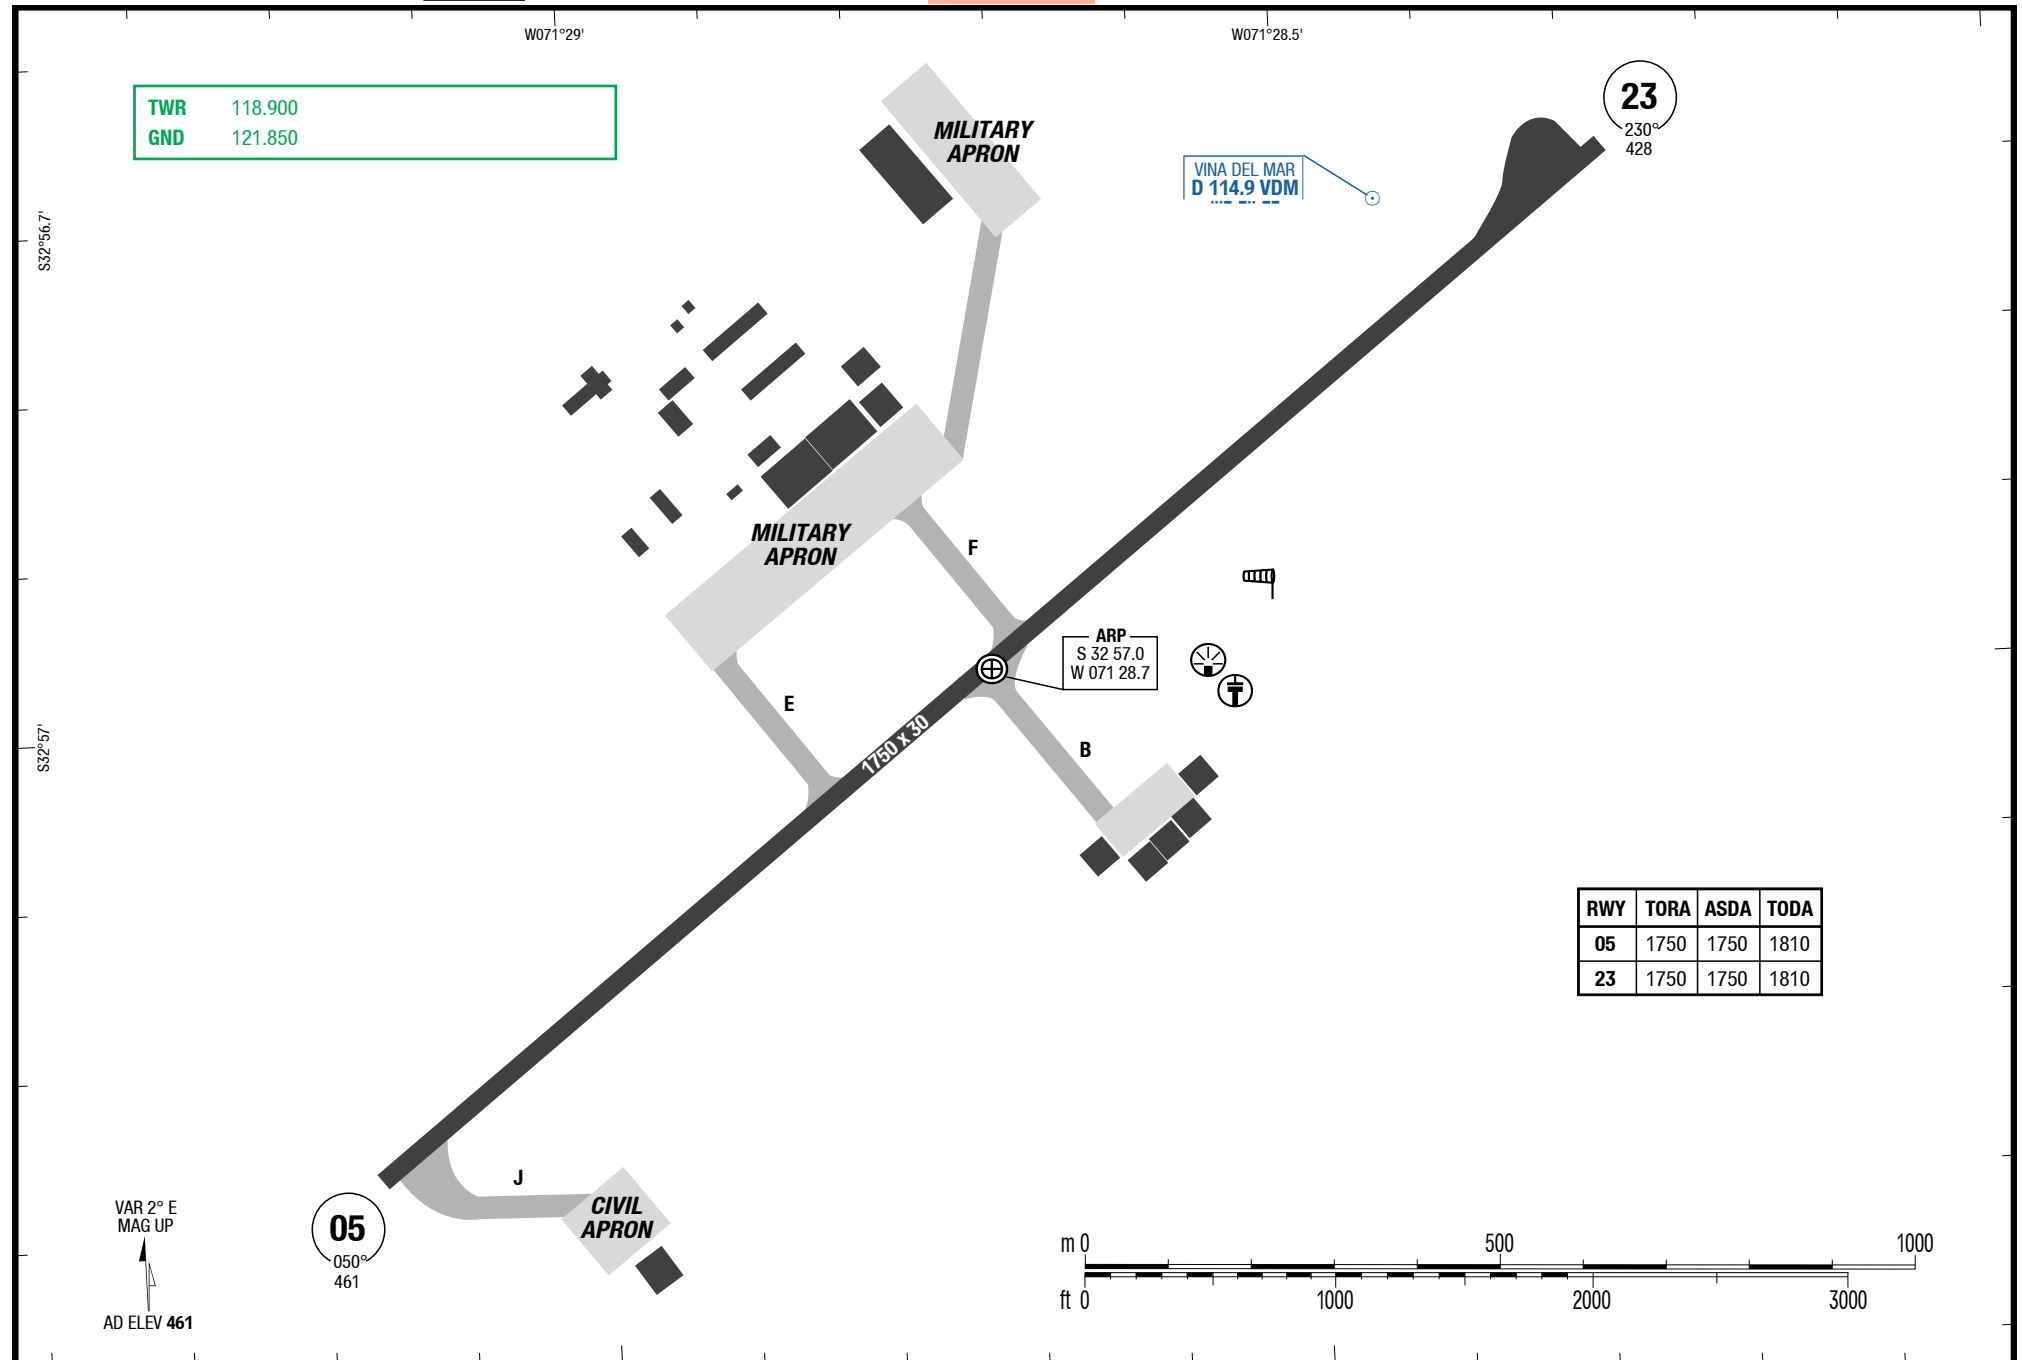 W071°29'
W071°28.5'
TWR 118.900
GND 121.850
MILITARY
APRON
23
230°
428
VINA DEL MAR
D 114.9 VDM
S32°56.7'
MILITARY
APRON
F
ARP
S 32 57.0
W 071 28.7
E
1750 x 30
B
S32°57'
RWY TORA ASDA TODA
05 1750 1750 1810
23 1750 1750 1810
J
CIVIL
APRON
VAR 2° E
MAG UP
05
050°
461
AD ELEV 461
m 0 500 1000
ft 0 1000 2000 3000